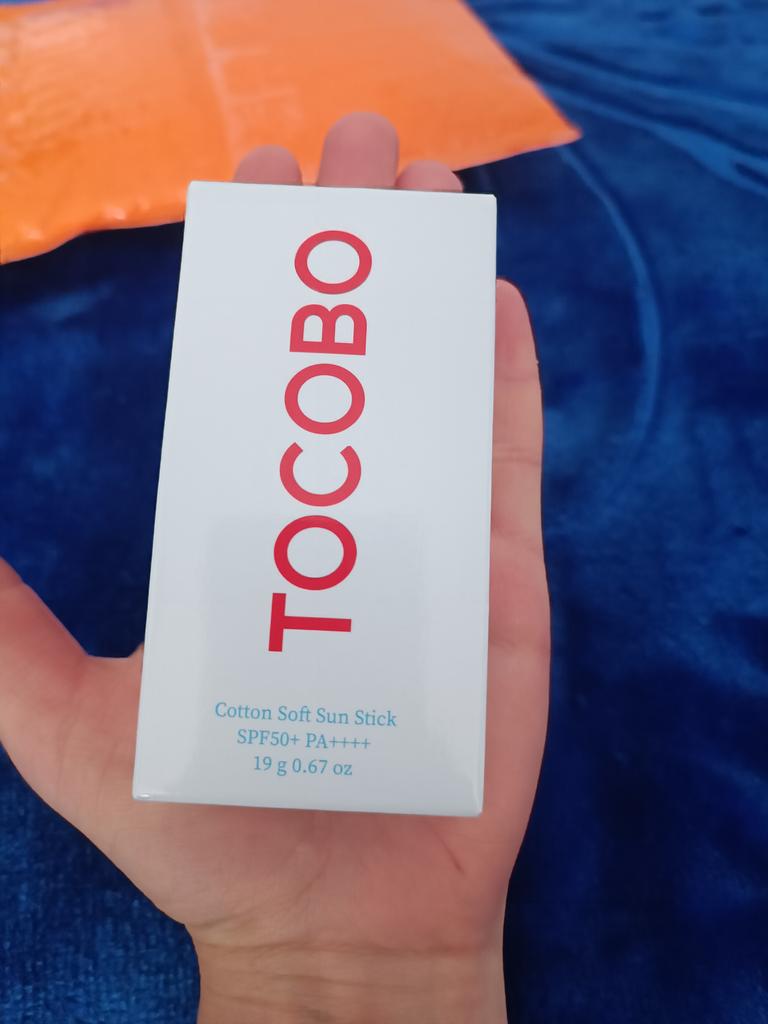 TOCOBO
Cotton Soft Sun Stick
SPF50+ PA++++
19 g 0.67 oz